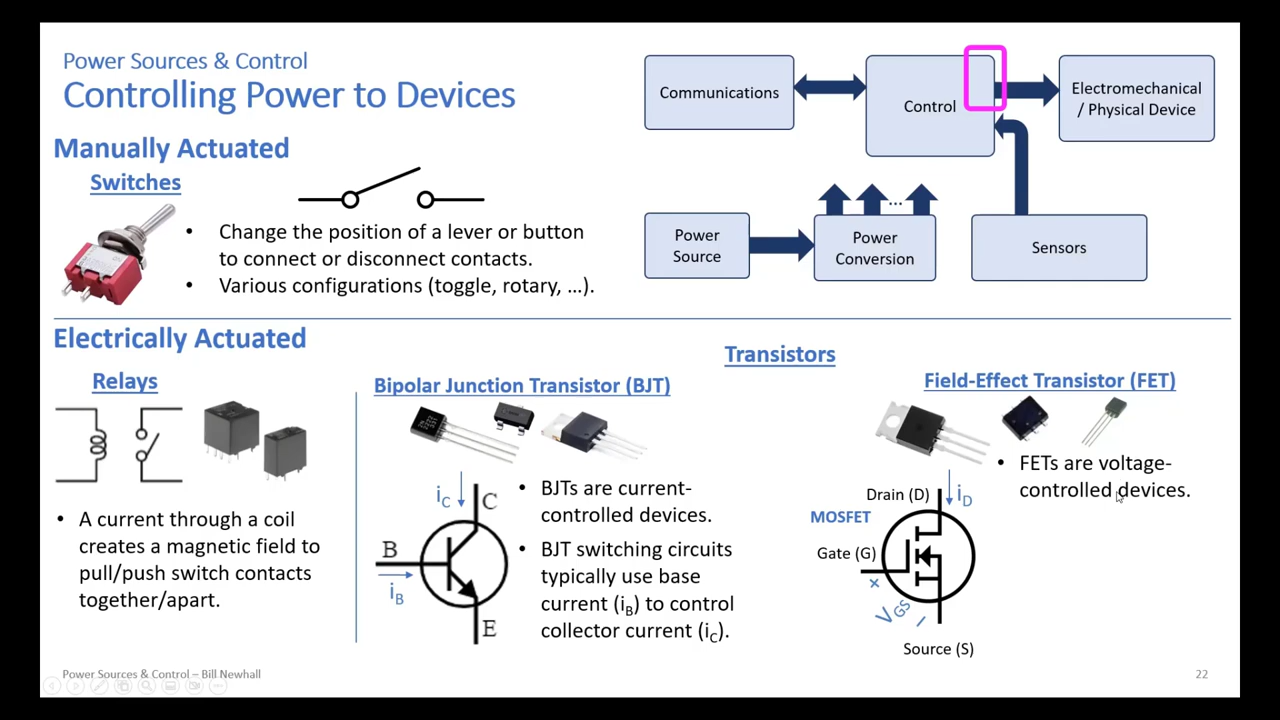 Power Sources & Control
Controlling Power to Devices
Communications
Control
Electromechanical
/ Physical Device
Power
Source
Power
Conversion
...
Sensors
Manually Actuated
Switches
• Change the position of a lever or button
to connect or disconnect contacts.
• Various configurations (toggle, rotary, …).
Electrically Actuated
Relays
• A current through a coil
creates a magnetic field to
pull/push switch contacts
together/apart.
Transistors
Bipolar Junction Transistor (BJT)
iC
C
B
iB
E
• BJTs are current-
controlled devices.
• BJT switching circuits
typically use base
current (iB) to control
collector current (iC).
Field-Effect Transistor (FET)
• FETs are voltage-
controlled devices.
Drain (D)
iD
MOSFET
Gate (G)
+
VGS
–
Source (S)
Power Sources & Control – Bill Newhall
22